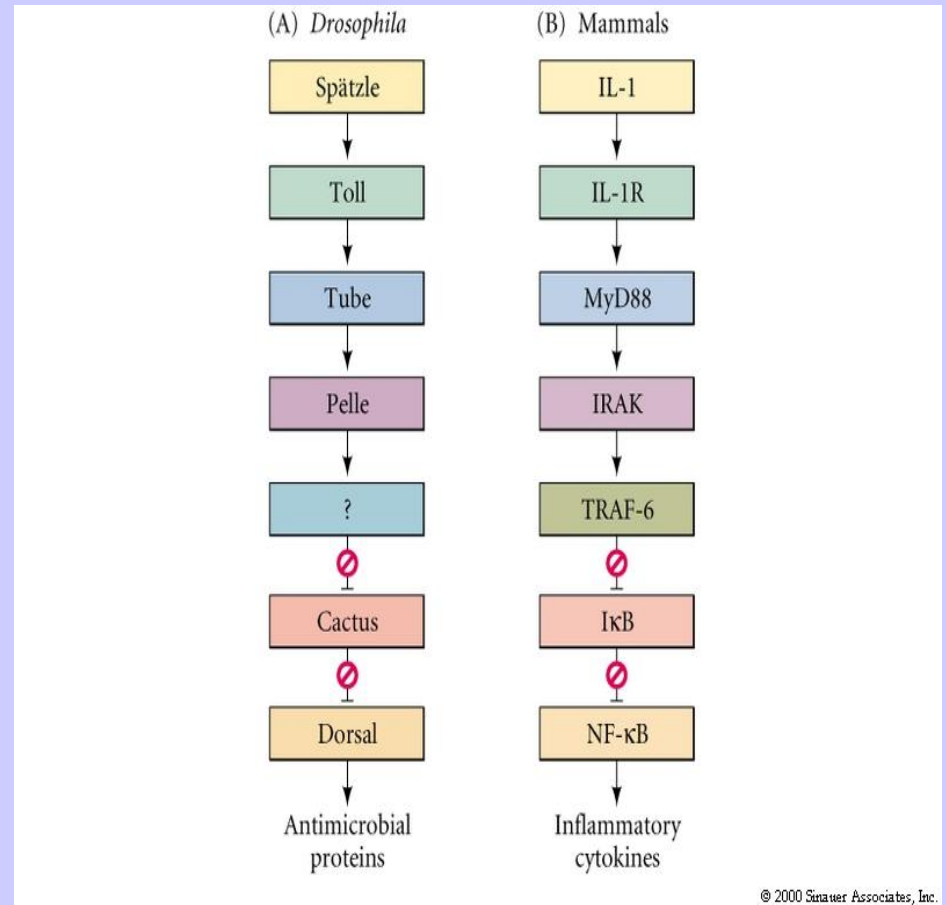 (A) Drosophila
Spätzle
Toll
Tube
Pelle
?
Cactus
Dorsal
Antimicrobial
proteins
(B) Mammals
IL-1
IL-1R
MyD88
IRAK
TRAF-6
IκB
NF-κB
Inflammatory
cytokines
© 2000 Sinauer Associates, Inc.